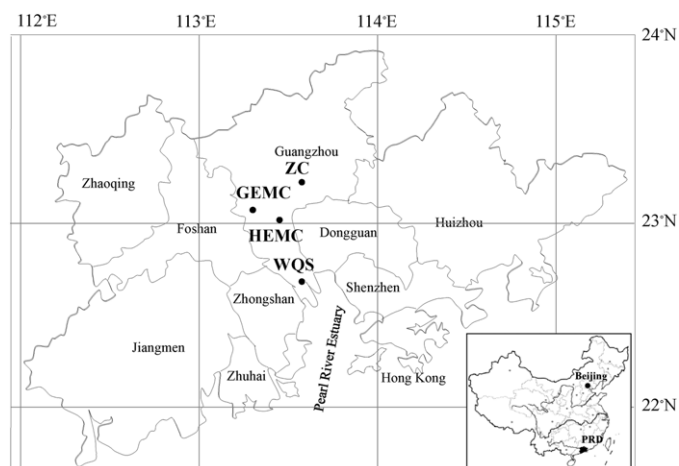 112°E
113°E
114°E
115°E
24°N
Guangzhou
ZC
Zhaoqing
GEMC
23°N
Foshan
HEMC
Dongguan
Huizhou
WQS
Zhongshan
Shenzhen
Jiangmen
Zhuhai
Pearl River Estuary
Hong Kong
22°N
Beijing
PRD